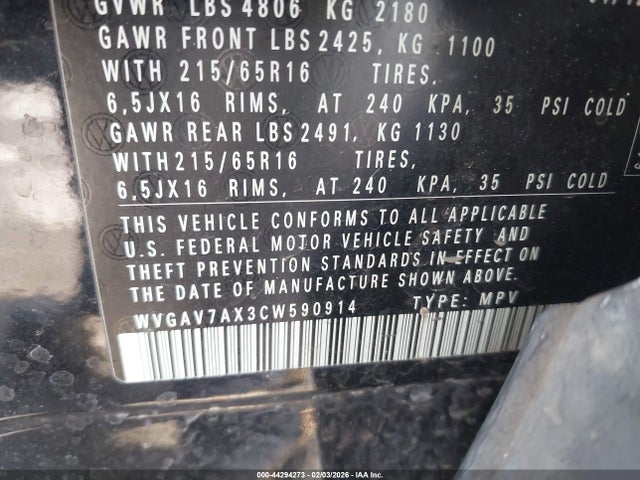 GVWR LBS 4806 KG 2180
GAWR FRONT LBS 2425, KG 1100
WITH 215/65R16 TIRES,
6,5JX16 RIMS, AT 240 KPA, 35 PSI COLD
GAWR REAR LBS 2491, KG 1130
WITH 215/65R16 TIRES,
6,5JX16 RIMS, AT 240 KPA, 35 PSI COLD
THIS VEHICLE CONFORMS TO ALL APPLICABLE
U.S. FEDERAL MOTOR VEHICLE SAFETY AND
THEFT PREVENTION STANDARDS IN EFFECT ON
THE DATE OF MANUFACTURE SHOWN ABOVE.
WVGAV7AX3CW590914 TYPE: MPV
000-44294273 - 02/03/2026 - IAA Inc.